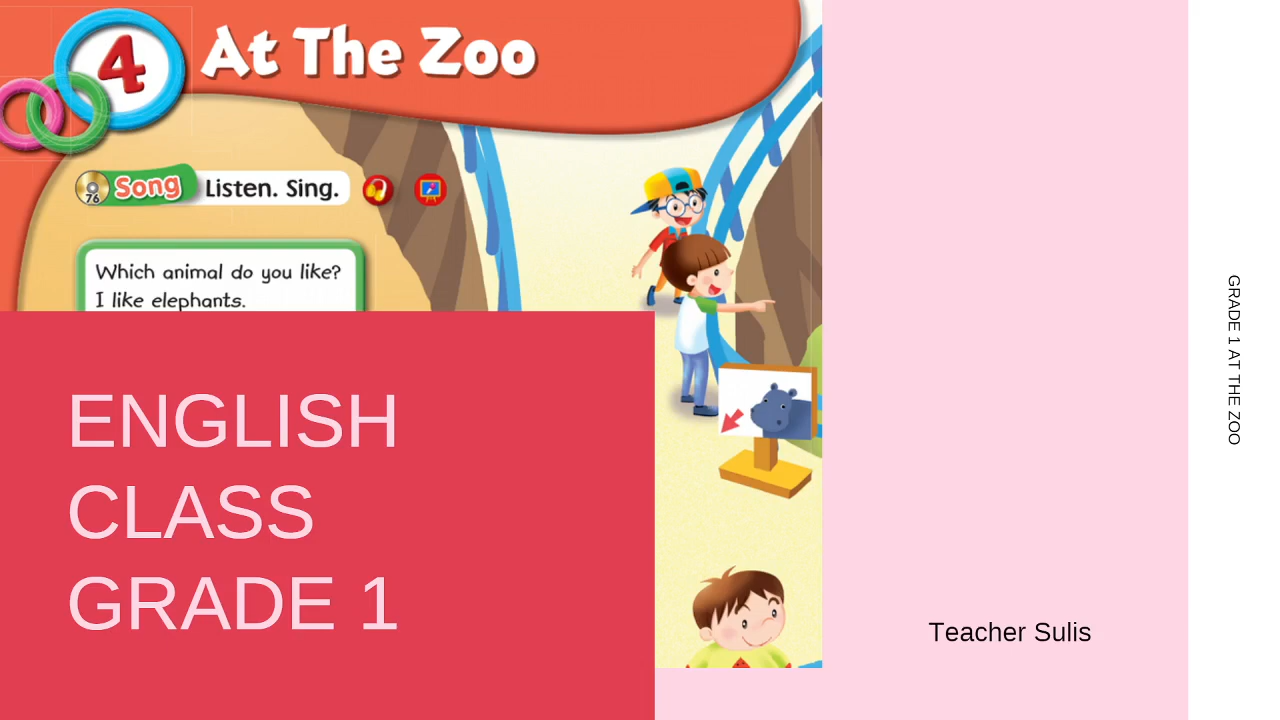 4 At The Zoo
76 Song Listen. Sing.
Which animal do you like?
I like elephants.
ENGLISH
CLASS
GRADE 1
Teacher Sulis
GRADE 1 AT THE ZOO